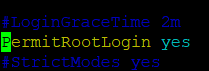 #LoginGraceTime 2m
PermitRootLogin yes
#StrictModes yes